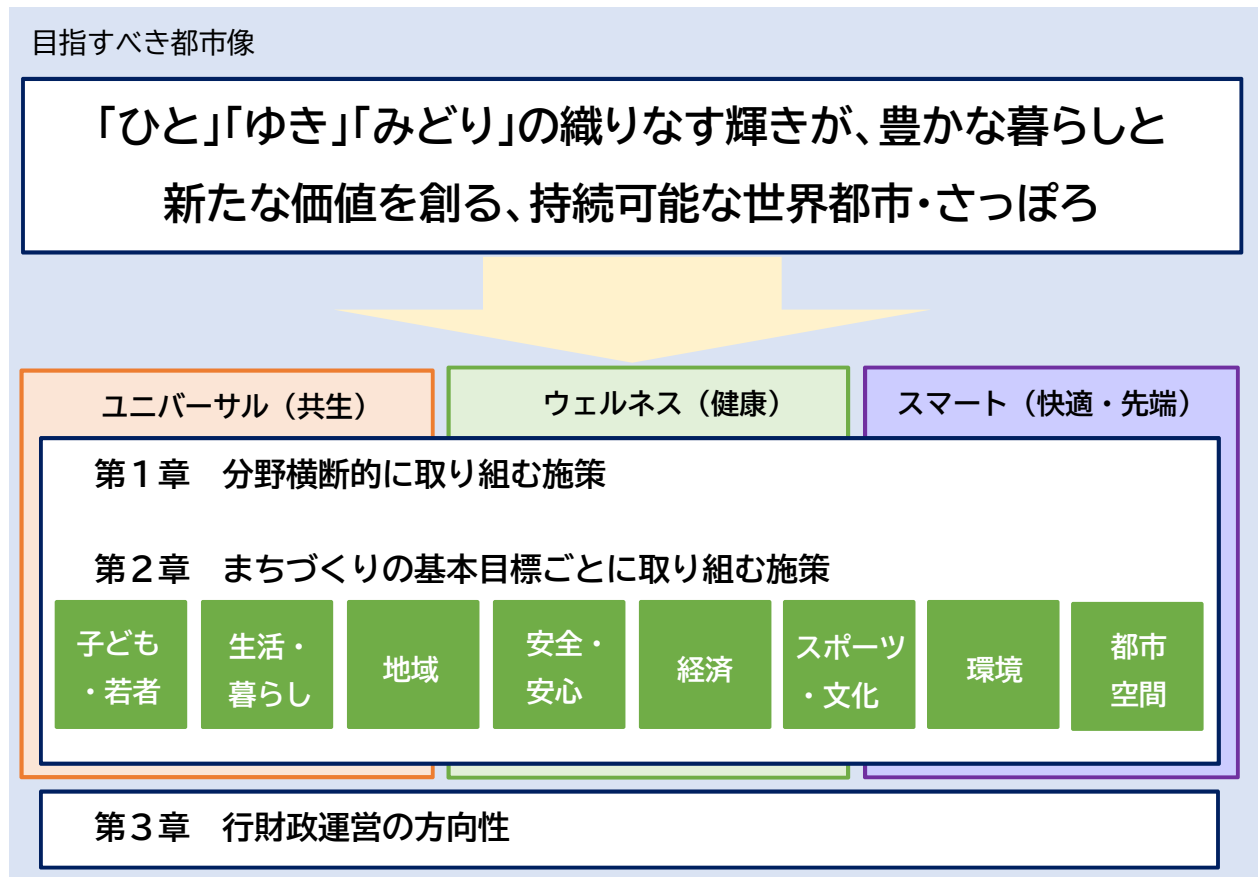 目指すべき都市像
「ひと」「ゆき」「みどり」の織りなす輝きが、豊かな暮らしと
新たな価値を創る、持続可能な世界都市・さっぽろ
ユニバーサル（共生）
ウェルネス（健康）
スマート（快適・先端）
第１章　分野横断的に取り組む施策
第２章　まちづくりの基本目標ごとに取り組む施策
子ども
・若者
生活・
暮らし
地域
安全・
安心
経済
スポーツ
・文化
環境
都市
空間
第３章　行財政運営の方向性